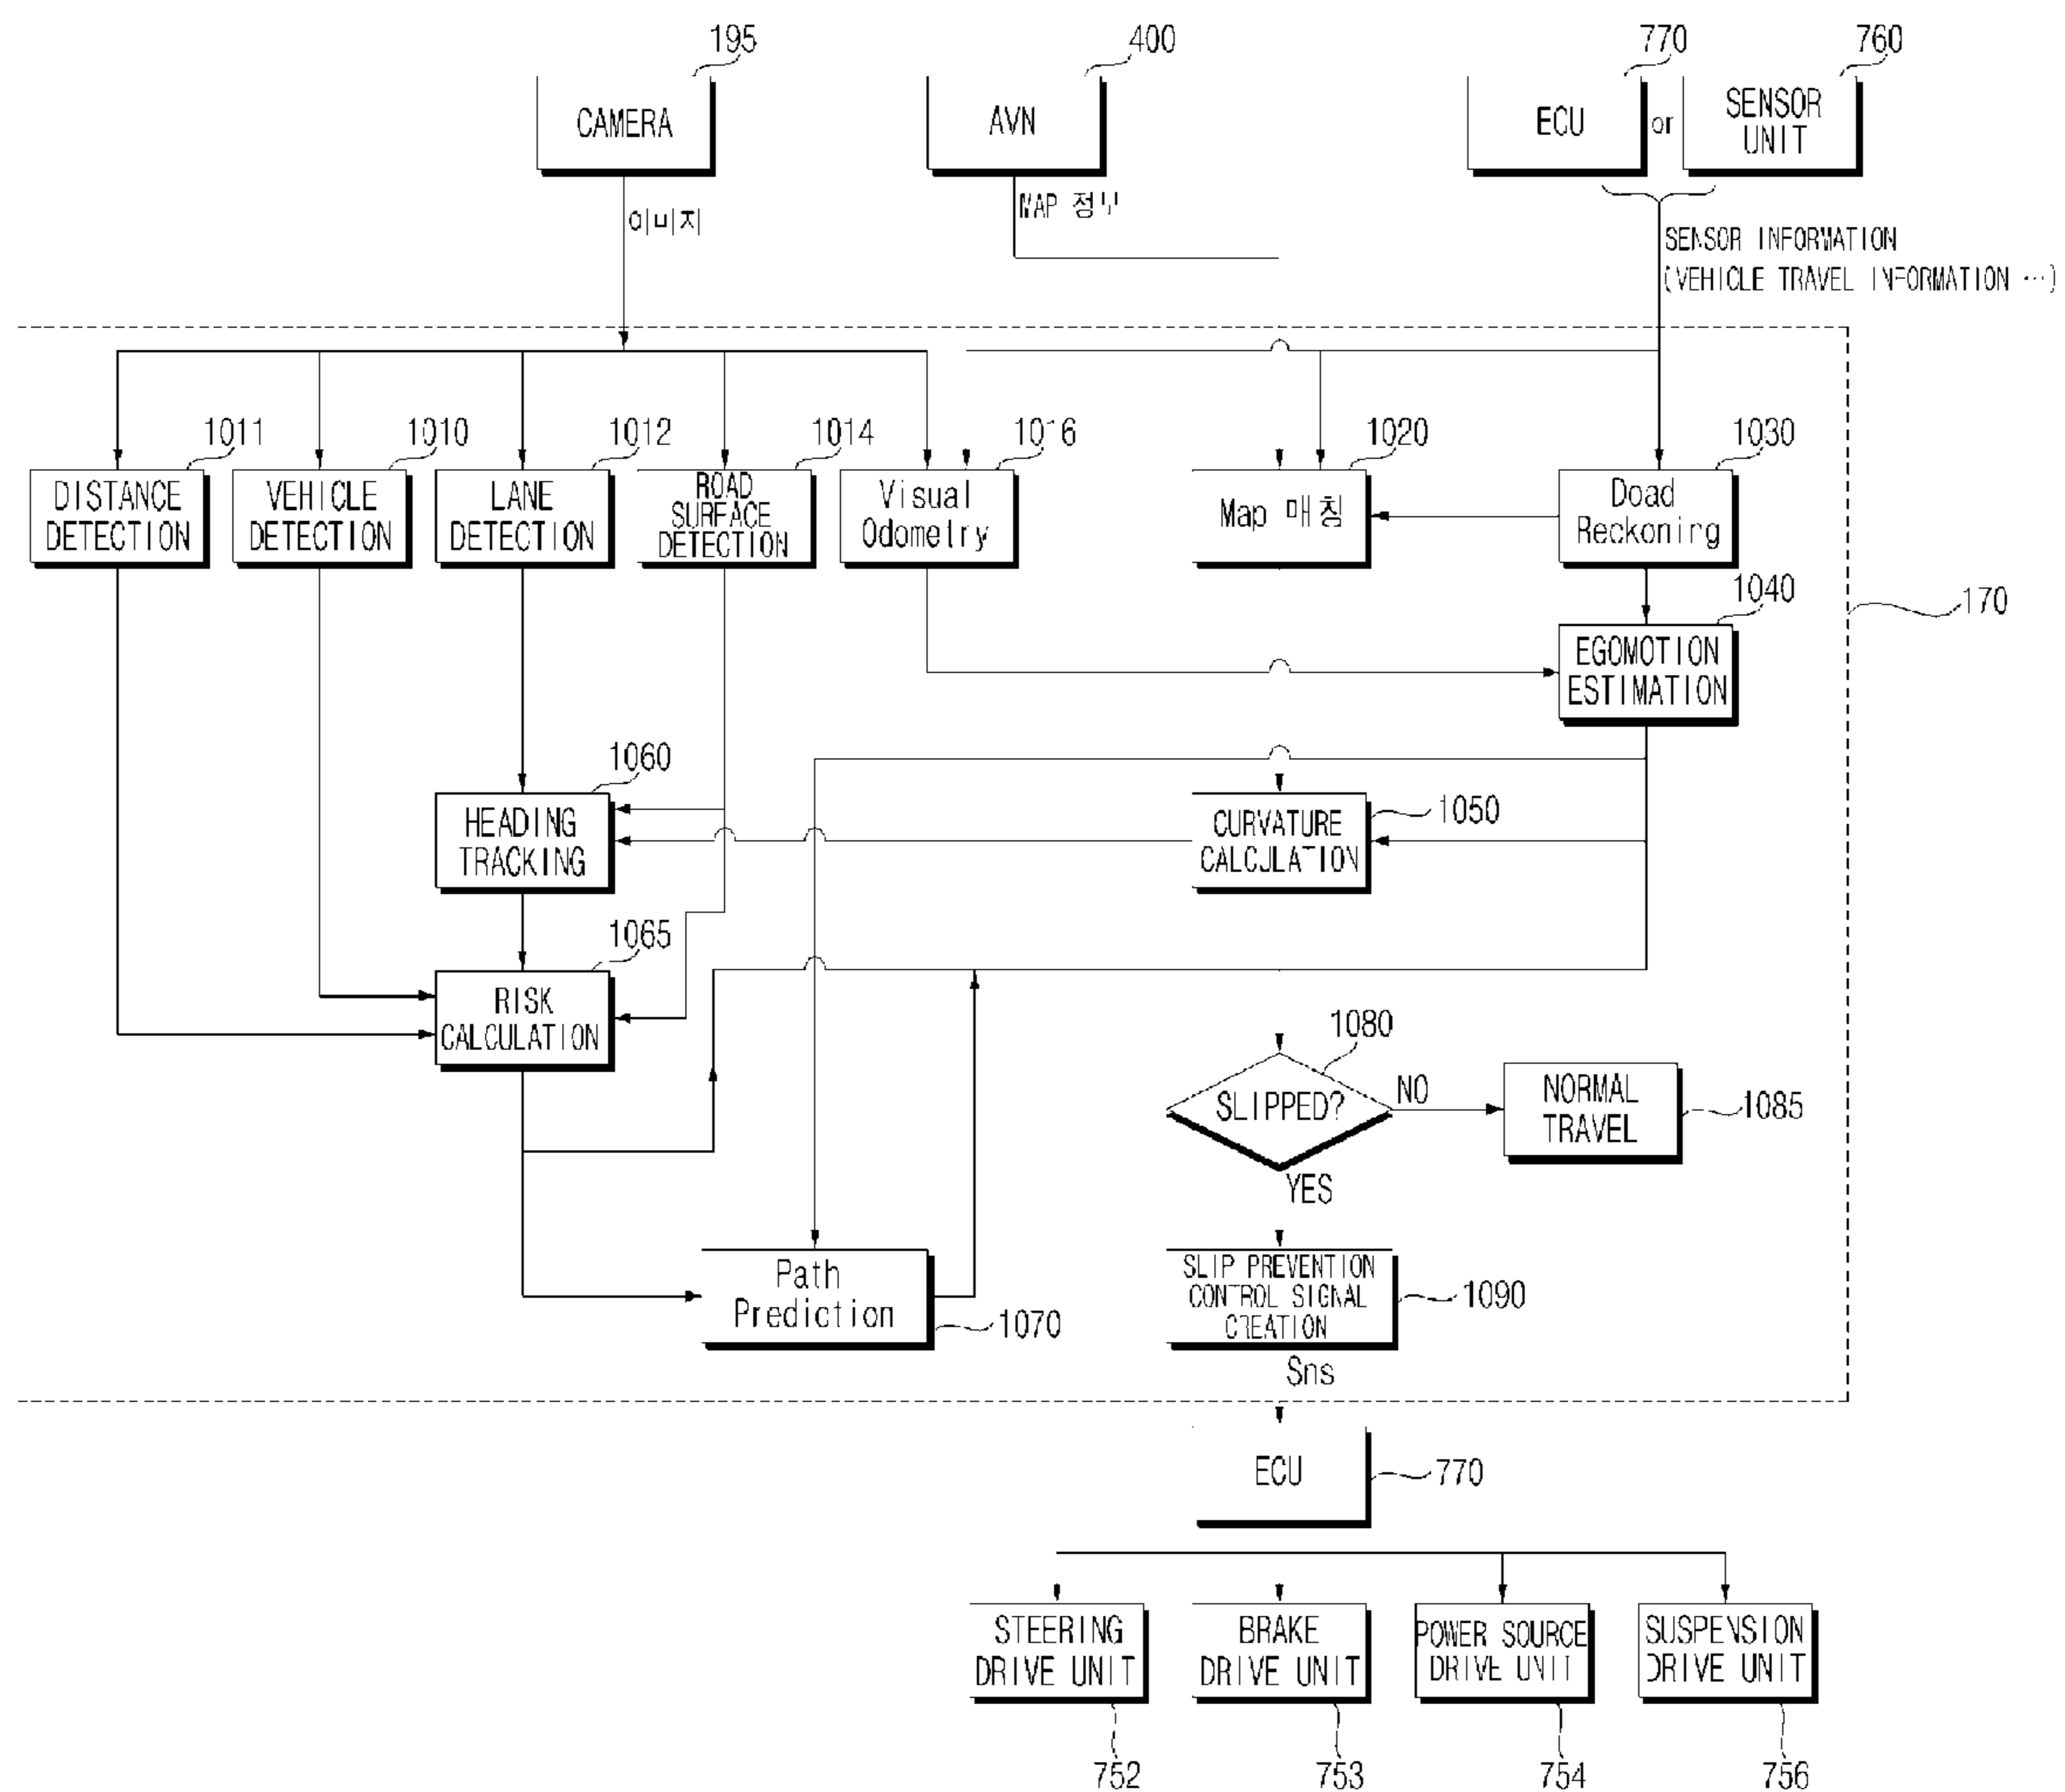 195
400
770
760
CAMERA
AVN
ECU
or
SENSOR
UNIT
이미지
MAP 정보
SENSOR INFORMATION
(VEHICLE TRAVEL INFORMATION …)
1011
1010
1012
1014
1016
1020
1030
DISTANCE
DETECTION
VEHICLE
DETECTION
LANE
DETECTION
ROAD
SURFACE
DETECTION
Visual
Odometry
Map 매칭
Doad
Reckoning
1040
170
EGOMOTION
ESTIMATION
1060
HEADING
TRACKING
CURVATURE
CALCULATION
1050
1065
RISK
CALCULATION
1080
SLIPPED?
NO
NORMAL
TRAVEL
1085
YES
Path
Prediction
1070
SLIP PREVENTION
CONTROL SIGNAL
CREATION
1090
Sns
ECU
770
STEERING
DRIVE UNIT
BRAKE
DRIVE UNIT
POWER SOURCE
DRIVE UNIT
SUSPENSION
DRIVE UNIT
752
753
754
756